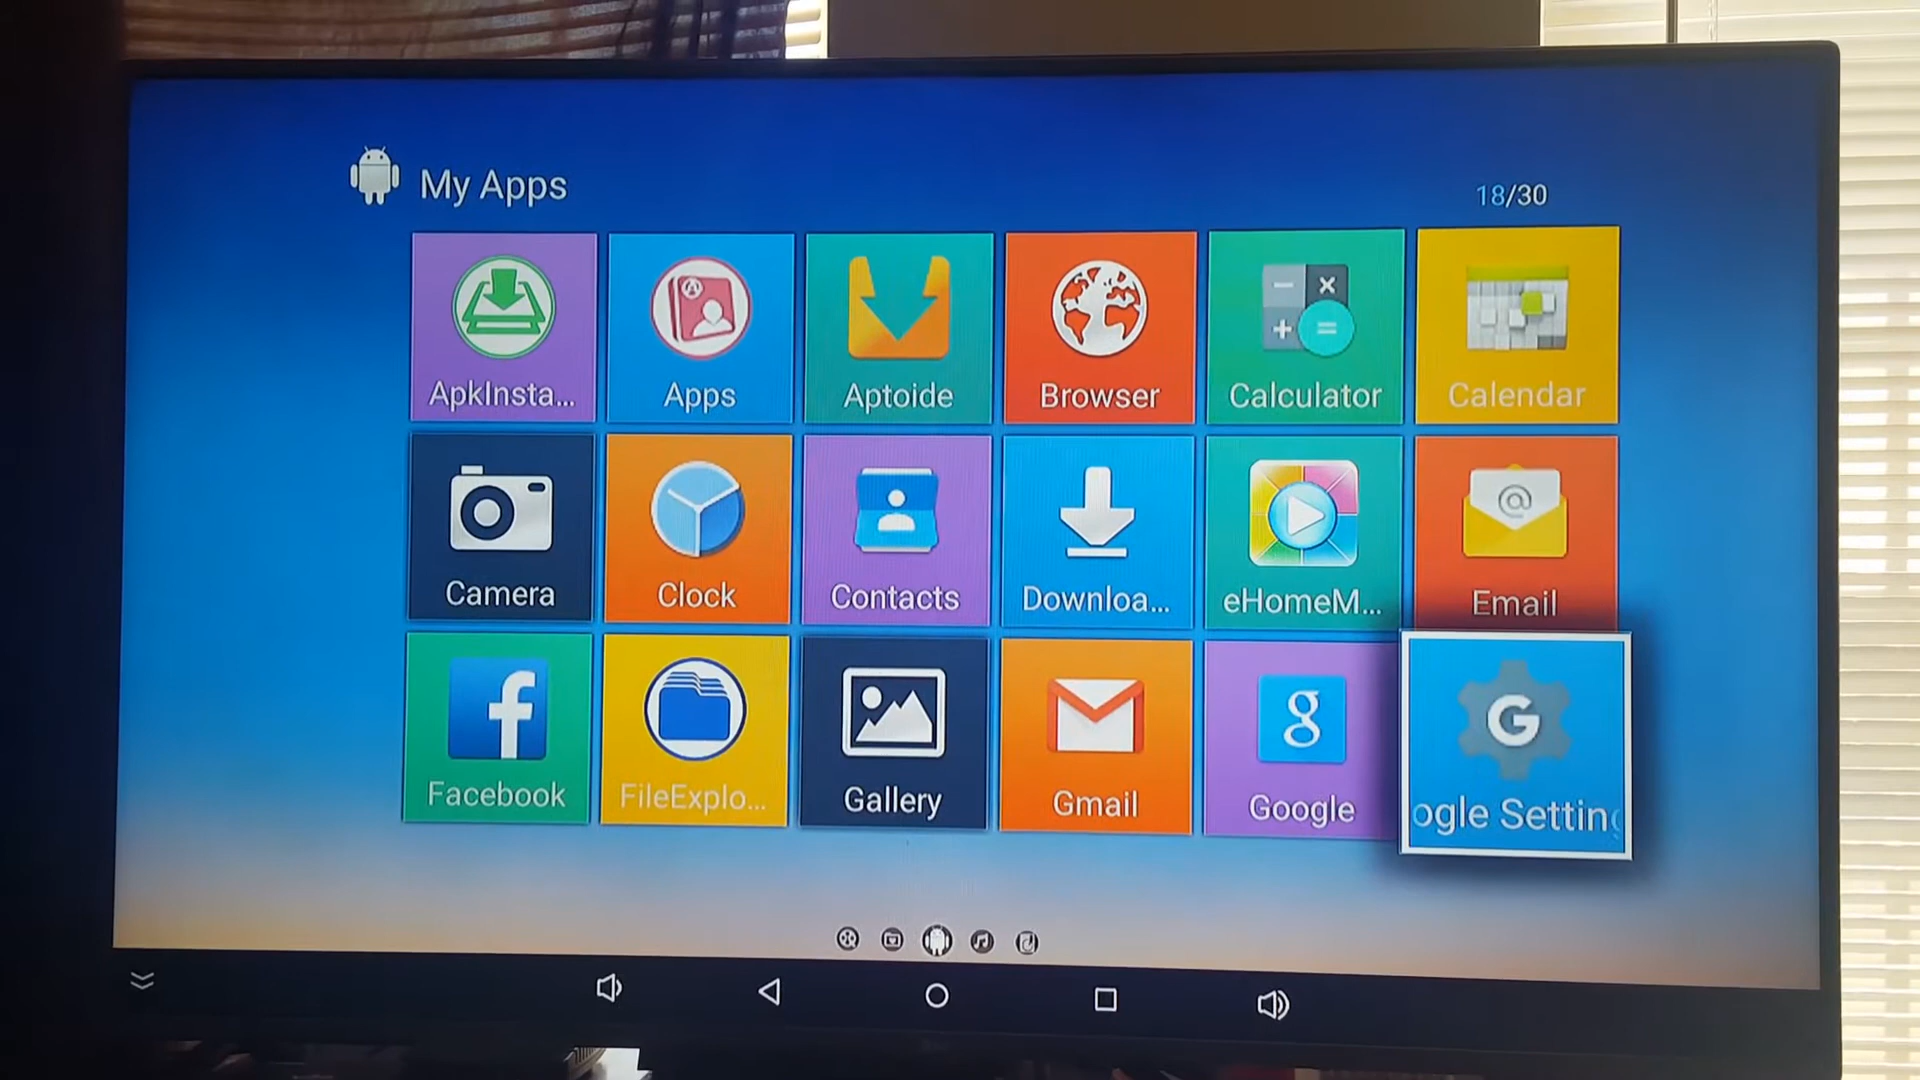 My Apps
18/30
ApkInsta...
Apps
Aptoide
Browser
Calculator
Calendar
Camera
Clock
Contacts
Downloa...
eHomeM...
Email
Facebook
FileExplo...
Gallery
Gmail
Google
ogle Setting